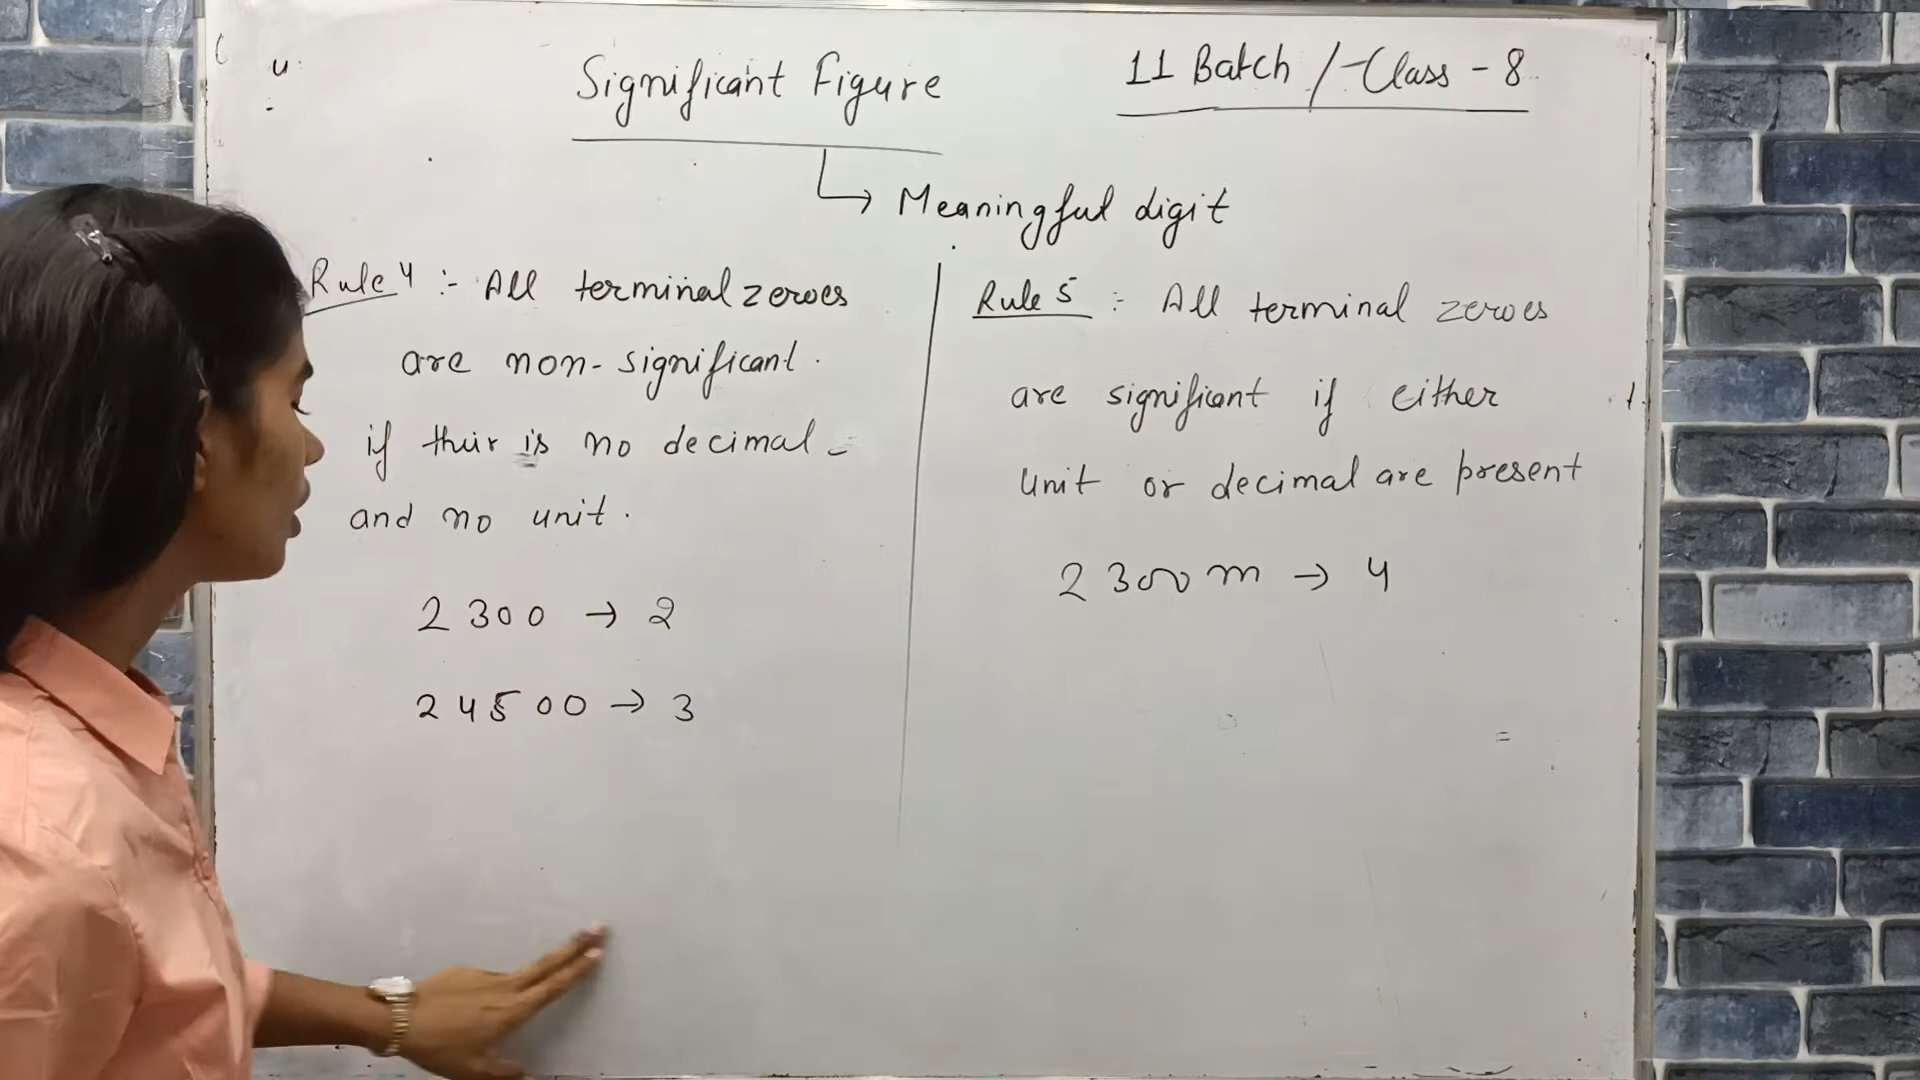 Significant Figure
11 Batch / Class - 8
Meaningful digit
Rule 4 :- All terminal zeroes
are non-significant.
if their is no decimal
and no unit.
2300 → 2
24500 → 3
Rule 5 :- All terminal zeroes
are significant if either
unit or decimal are present
2300 m → 4